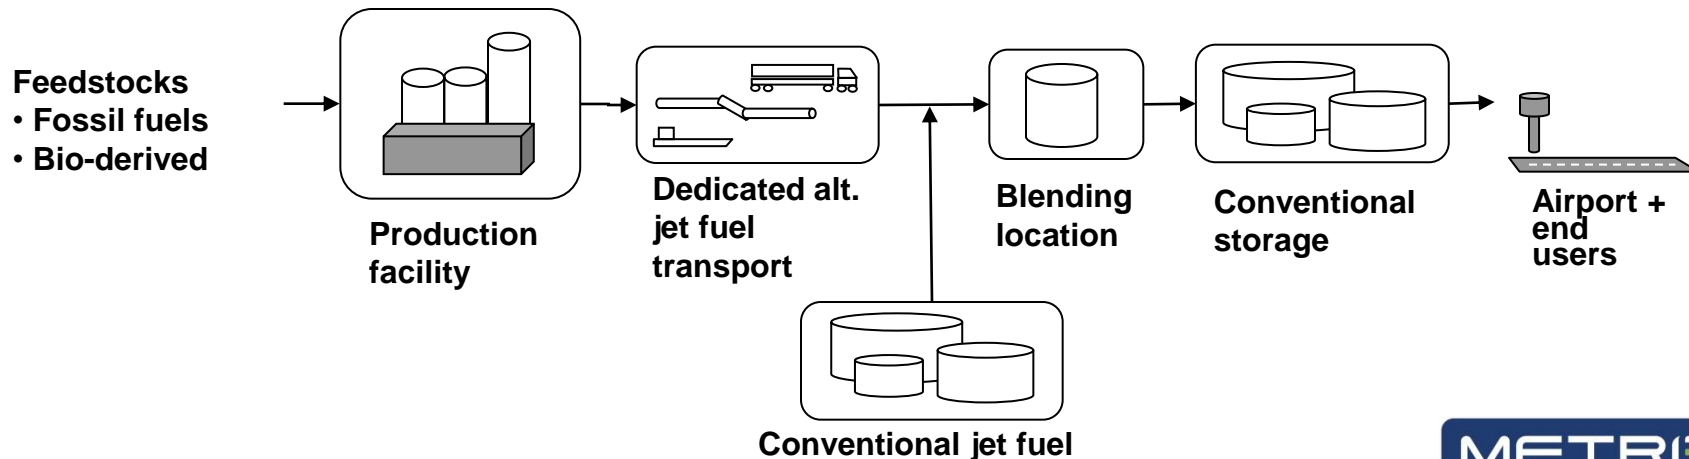 Feedstocks
• Fossil fuels
• Bio-derived
Production
facility
Dedicated alt.
jet fuel
transport
Blending
location
Conventional
storage
Airport +
end
users
Conventional jet fuel